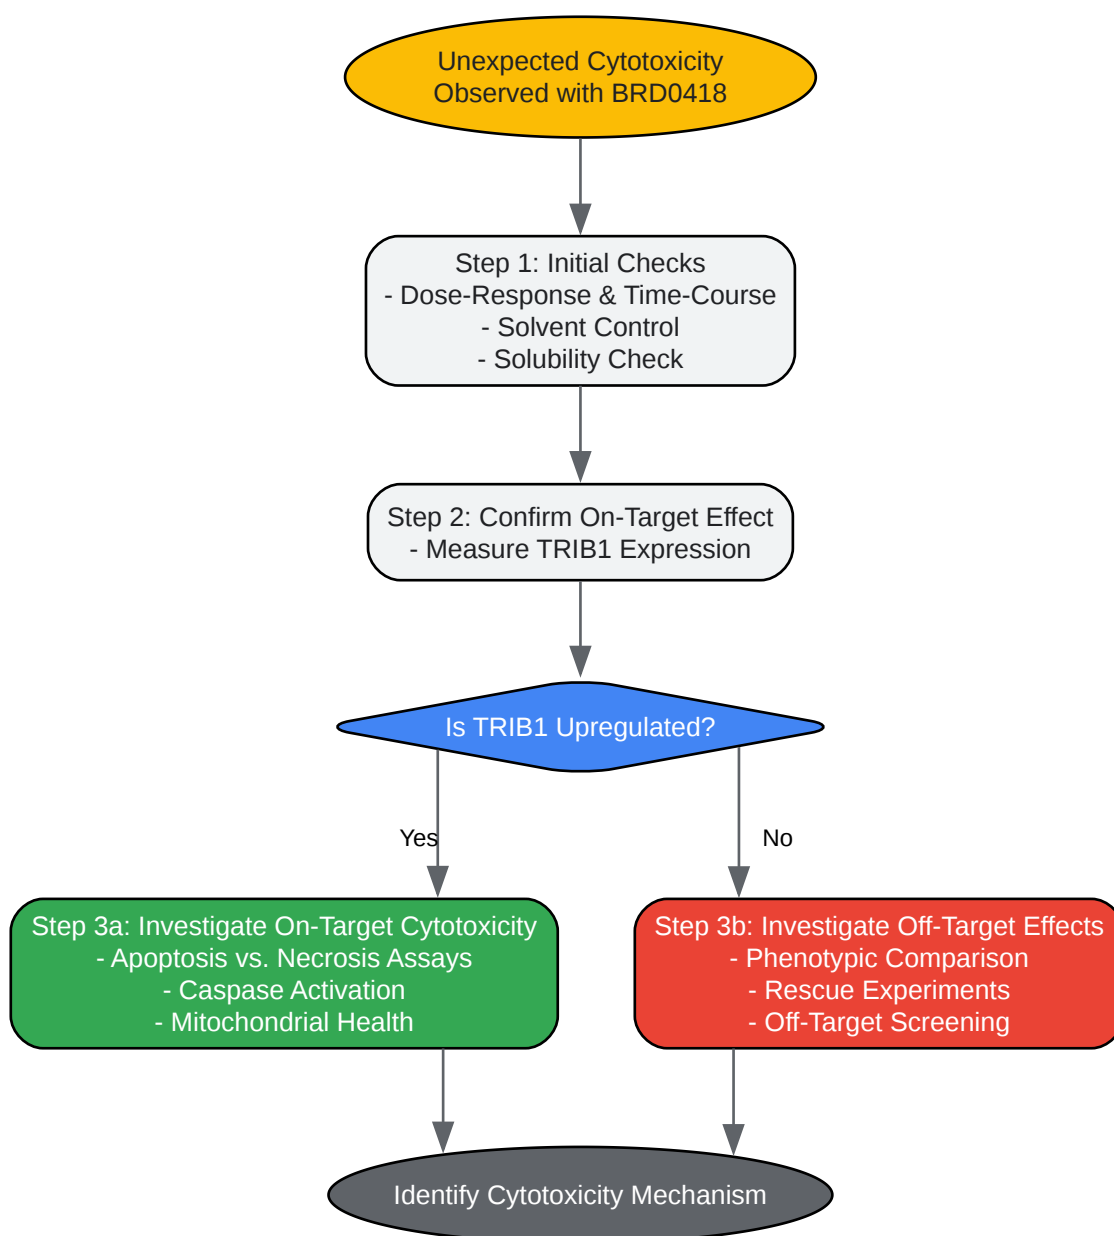 Unexpected Cytotoxicity
Observed with BRD0418
Step 1: Initial Checks
- Dose-Response & Time-Course
- Solvent Control
- Solubility Check
Step 2: Confirm On-Target Effect
- Measure TRIB1 Expression
Is TRIB1 Upregulated?
Yes
No
Step 3a: Investigate On-Target Cytotoxicity
- Apoptosis vs. Necrosis Assays
- Caspase Activation
- Mitochondrial Health
Step 3b: Investigate Off-Target Effects
- Phenotypic Comparison
- Rescue Experiments
- Off-Target Screening
Identify Cytotoxicity Mechanism